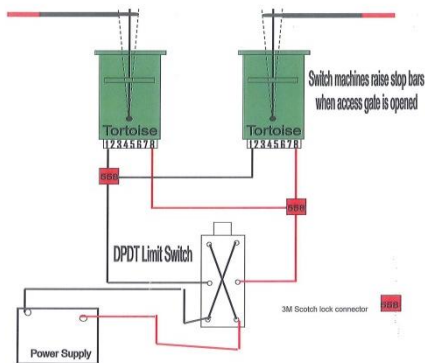 Switch machines raise stop bars
when access gate is opened
Tortoise
Tortoise
12345678
12345678
DPDT Limit Switch
3M Scotch lock connector
Power Supply